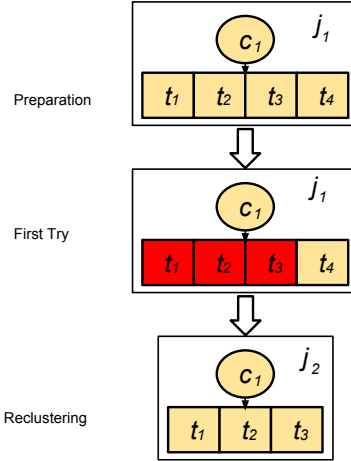 j1
c1
Preparation
t1 t2 t3 t4
j1
c1
First Try
t1 t2 t3 t4
j2
c1
Reclustering
t1 t2 t3